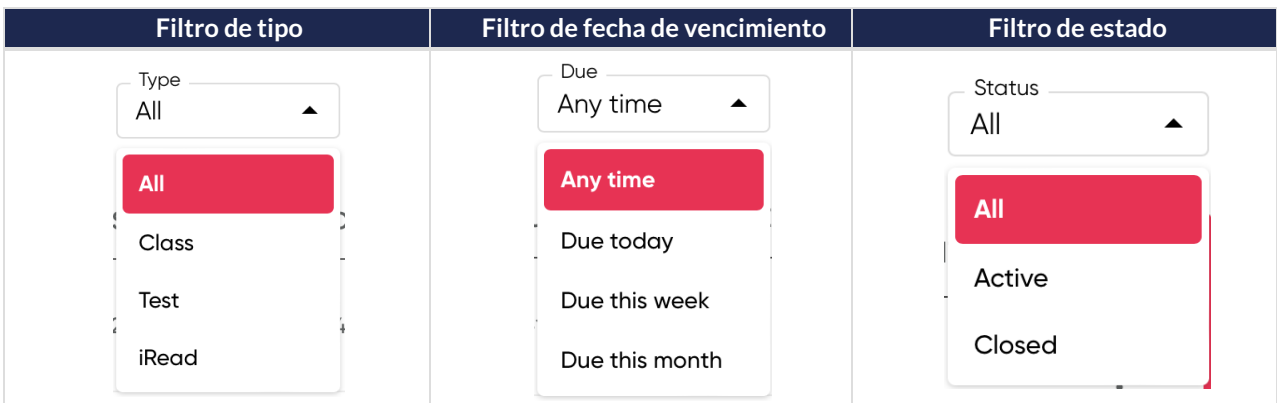 Filtro de tipo
Filtro de fecha de vencimiento
Filtro de estado
Type
All
All
Class
Test
iRead
Due
Any time
Any time
Due today
Due this week
Due this month
Status
All
All
Active
Closed